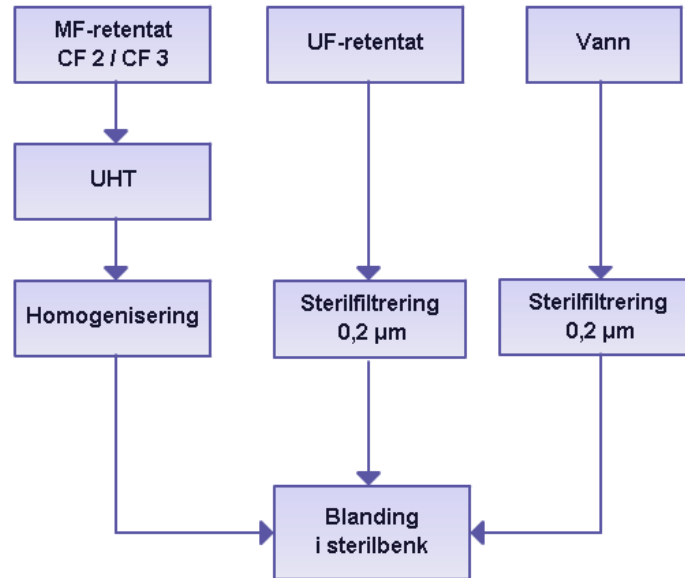 MF-retentat
CF 2 / CF 3
UF-retentat
Vann
UHT
Homogenisering
Sterilfiltrering
0,2 µm
Sterilfiltrering
0,2 µm
Blanding
i sterilbenk